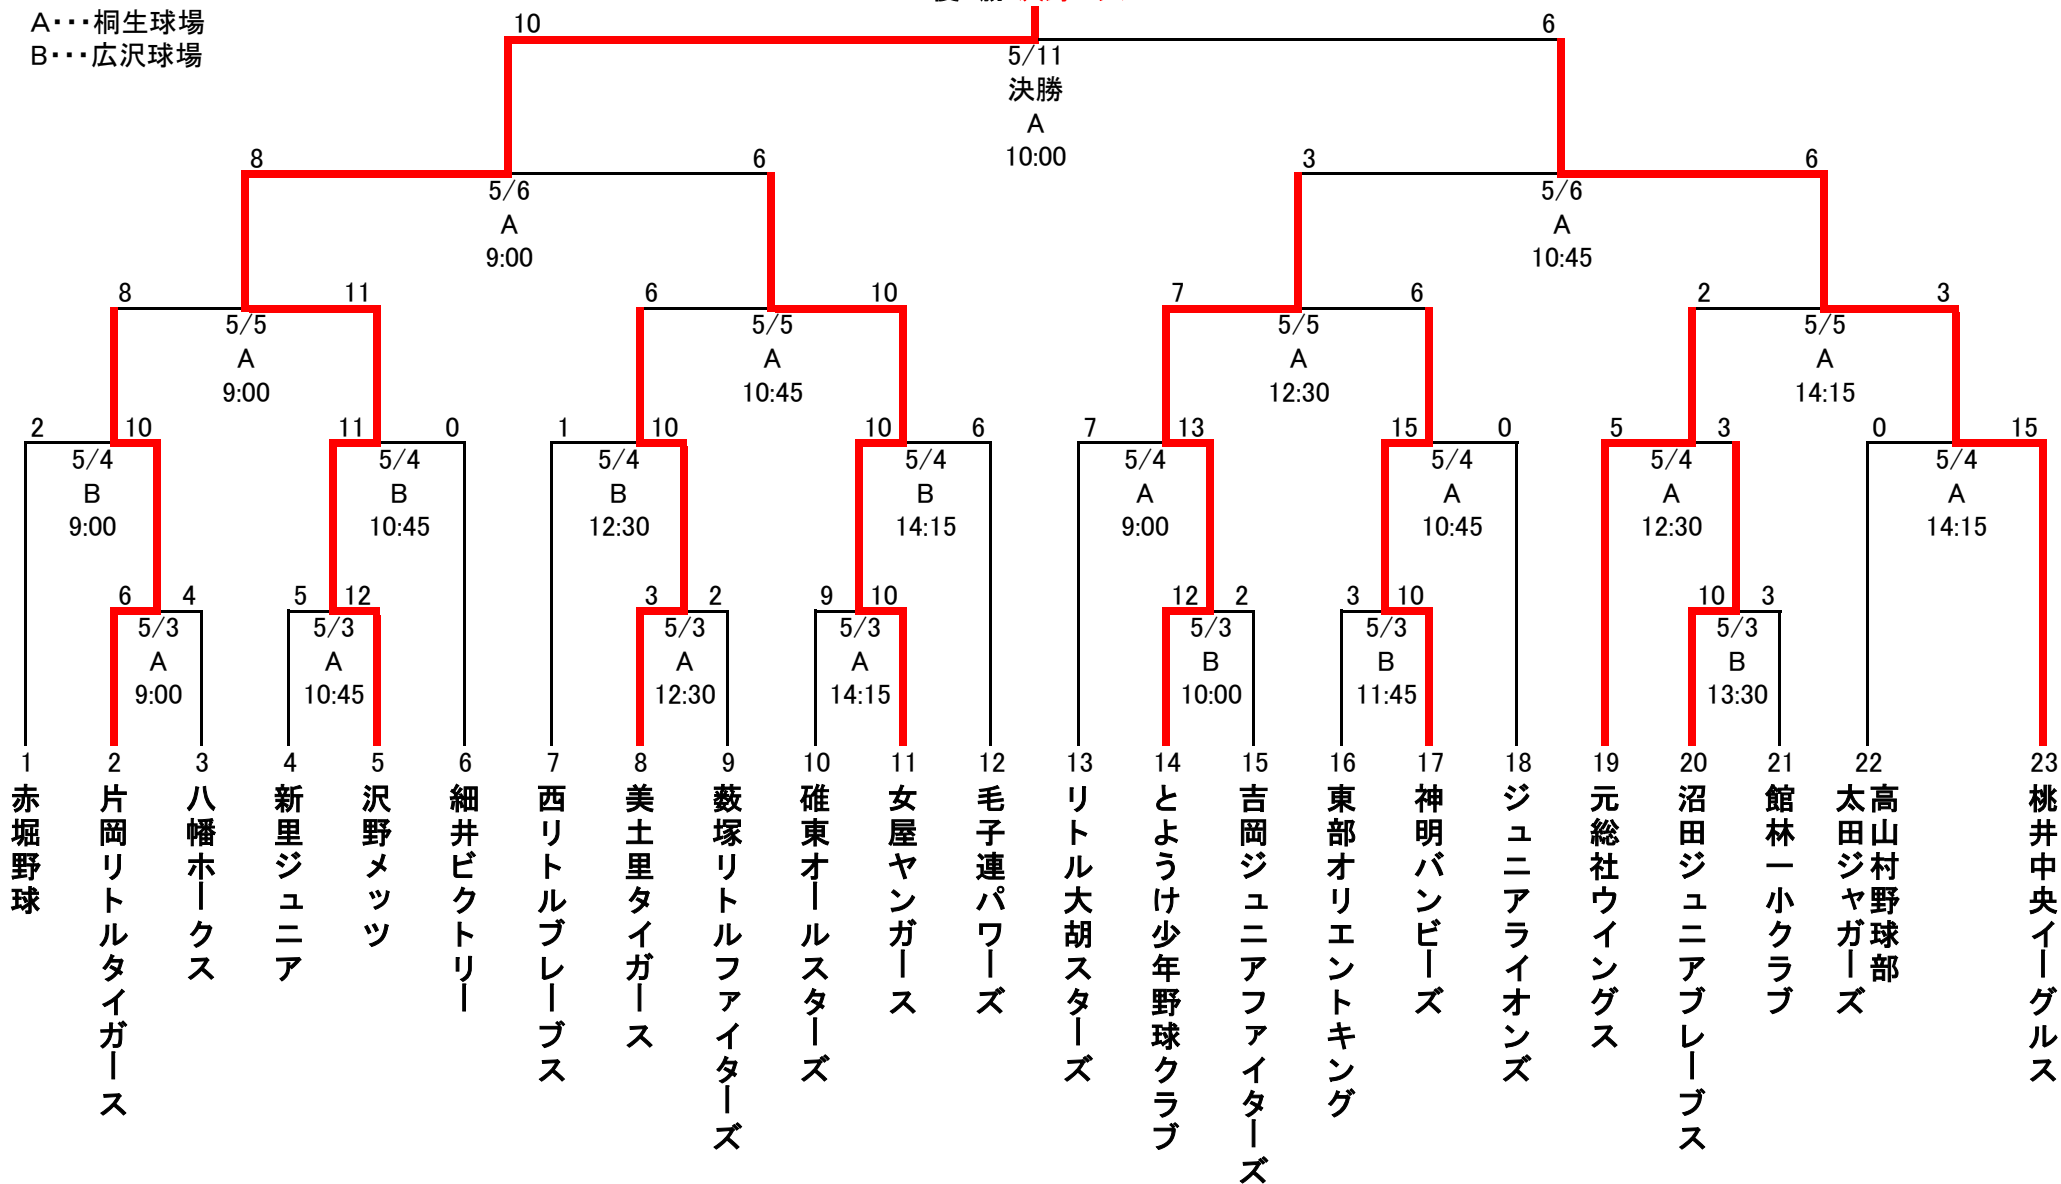 A・・・桐生球場
B・・・広沢球場
10 6
5/11
決勝
A
10:00
8 6 3 6
5/6 5/6
A A
9:00 10:45
8 11 6 10 7 6 2 3
5/5 5/5 5/5 5/5
A A A A
9:00 10:45 12:30 14:15
2 10 11 0 1 10 10 6 7 13 15 0 5 3 0 15
5/4 5/4 5/4 5/4 5/4 5/4 5/4 5/4
B B B B A A A A
9:00 10:45 12:30 14:15 9:00 10:45 12:30 14:15
6 4 5 12 3 2 9 10 12 2 3 10 10 3
5/3 5/3 5/3 5/3 5/3 5/3 5/3
A A A A B B B
9:00 10:45 12:30 14:15 10:00 11:45 13:30
1 2 3 4 5 6 7 8 9 10 11 12 13 14 15 16 17 18 19 20 21 22 23
赤堀野球
片岡リトルタイガース
八幡ホークス
新里ジュニア
沢野メッツ
細井ビクトリー
西リトルブレーブス
美土里タイガース
薮塚リトルファイターズ
碓東オールスターズ
女屋ヤンガース
毛子連パワーズ
リトル大胡スターズ
とようけ少年野球クラブ
吉岡ジュニアファイターズ
東部オリエントキング
神明バンビーズ
ジュニアライオンズ
元総社ウイングス
沼田ジュニアブレーブス
館林一小クラブ
高山村野球部
太田ジャガーズ
桃井中央イーグルス